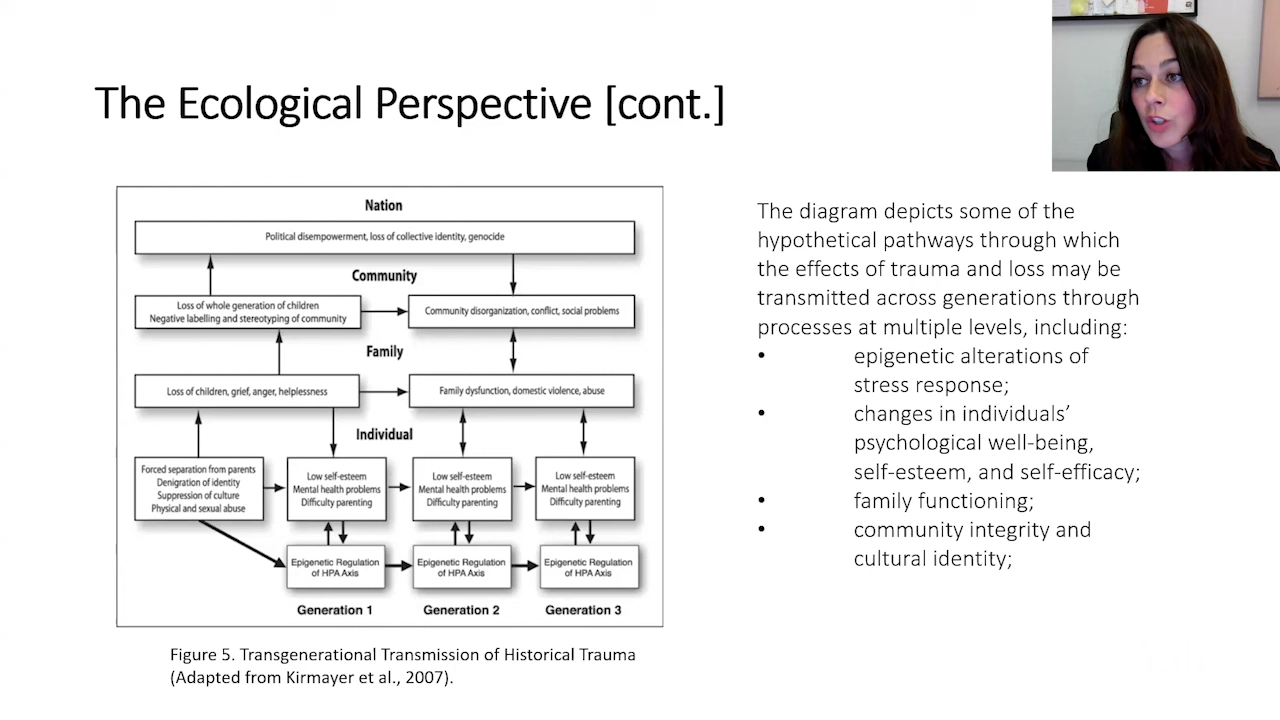 The Ecological Perspective [cont.]
Nation
Political disempowerment, loss of collective identity, genocide
Community
Loss of whole generation of children
Negative labelling and stereotyping of community
Community disorganization, conflict, social problems
Family
Loss of children, grief, anger, helplessness
Family dysfunction, domestic violence, abuse
Individual
Forced separation from parents
Denigration of identity
Suppression of culture
Physical and sexual abuse
Low self-esteem
Mental health problems
Difficulty parenting
Low self-esteem
Mental health problems
Difficulty parenting
Low self-esteem
Mental health problems
Difficulty parenting
Epigenetic Regulation
of HPA Axis
Epigenetic Regulation
of HPA Axis
Epigenetic Regulation
of HPA Axis
Generation 1
Generation 2
Generation 3
Figure 5. Transgenerational Transmission of Historical Trauma
(Adapted from Kirmayer et al., 2007).
The diagram depicts some of the
hypothetical pathways through which
the effects of trauma and loss may be
transmitted across generations through
processes at multiple levels, including:
• epigenetic alterations of
stress response;
• changes in individuals’
psychological well-being,
self-esteem, and self-efficacy;
• family functioning;
• community integrity and
cultural identity;